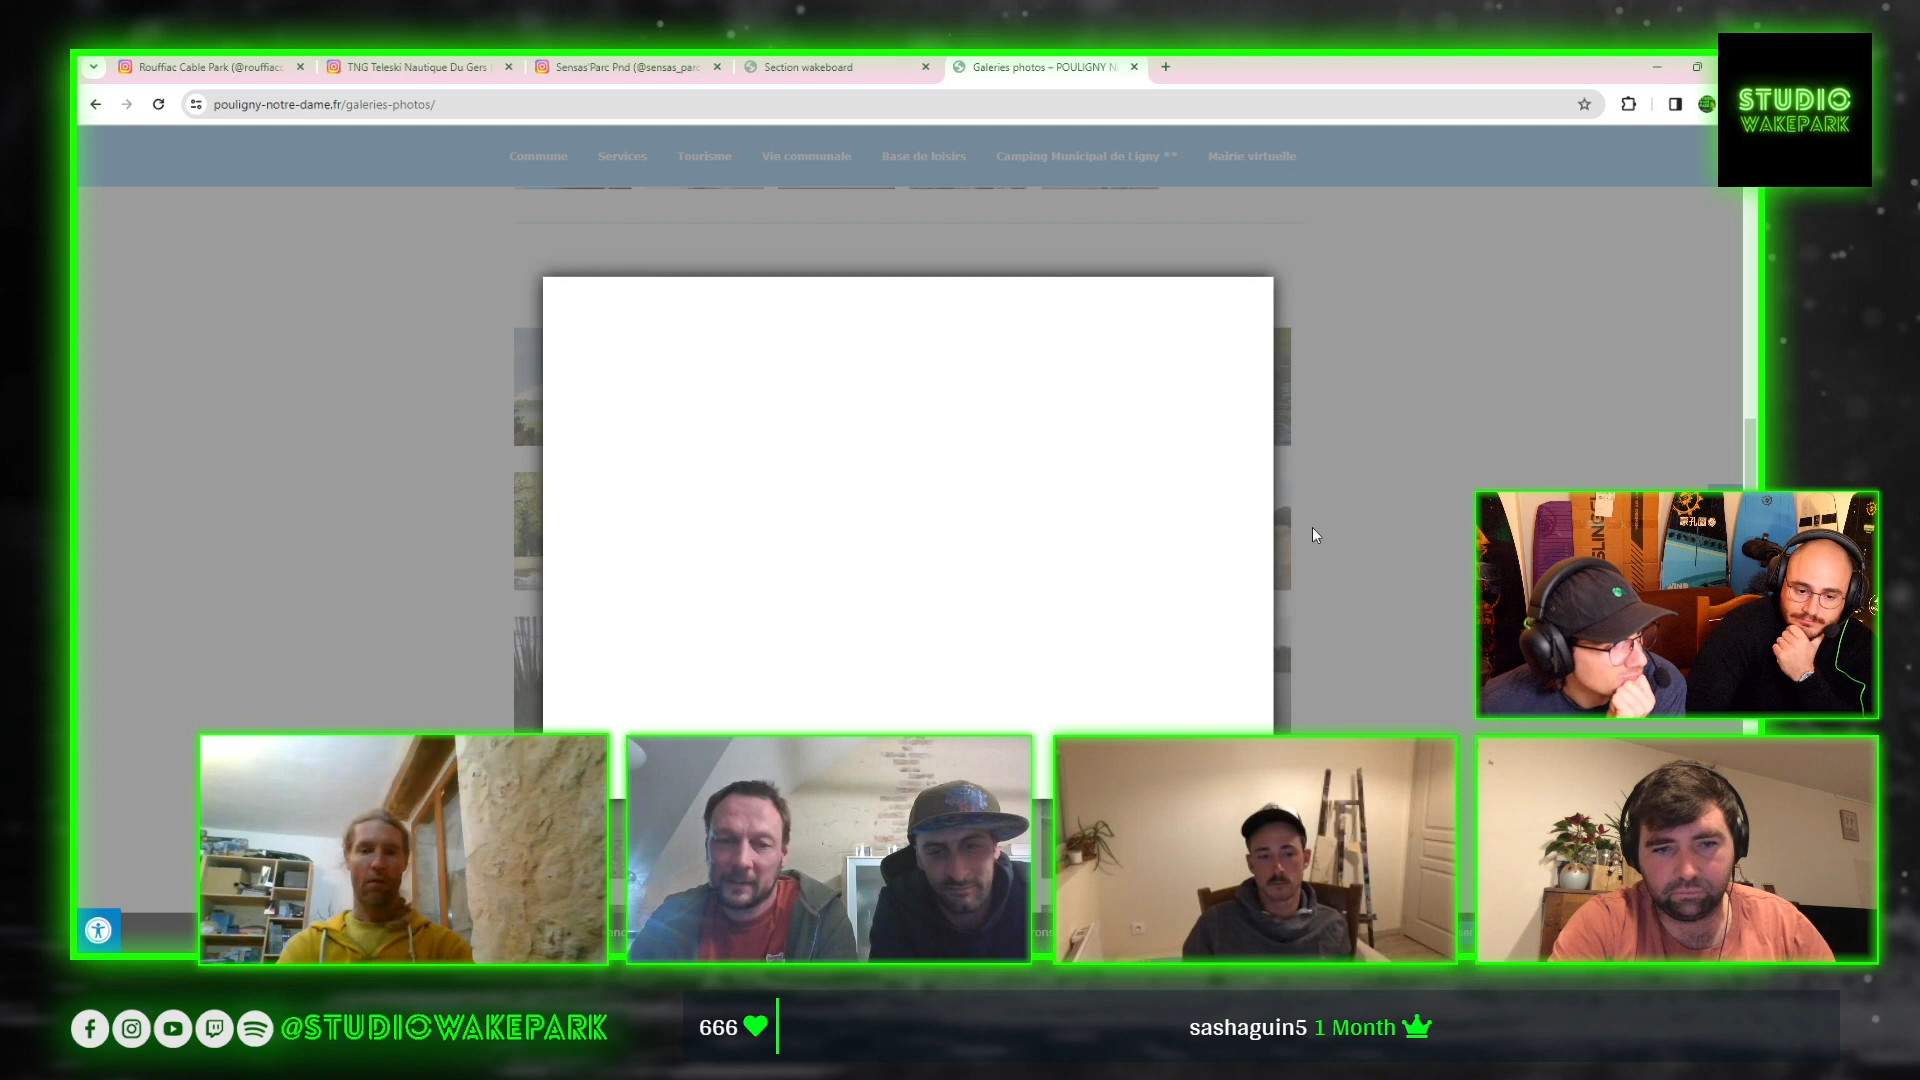 Rouffiac Cable Park (@rouffiacc
TNG Teleski Nautique Du Gers
Sensas'Parc Pnd (@sensas_parc
Section wakeboard
Galeries photos – POULIGNY N
pouligny-notre-dame.fr/galeries-photos/
STUDIO
WAKEPARK
Commune
Services
Tourisme
Vie communale
Base de loisirs
Camping Municipal de Ligny **
Mairie virtuelle
SLING
@STUDIOWAKEPARK
666
sashaguin5 1 Month